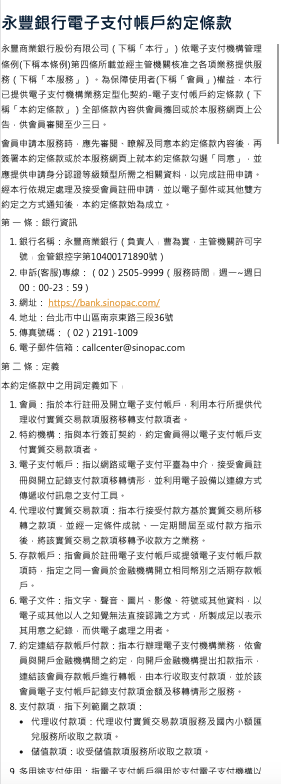 永豐銀行電子支付帳戶約定條款
永豐商業銀行股份有限公司（下稱「本行」）依電子支付機構管理
條例(下稱本條例)第四條所載並經主管機關核准之各項業務提供服
務（下稱「本服務」）。為保障使用者(下稱「會員」)權益，本行
已提供電子支付機構業務定型化契約-電子支付帳戶約定條款（下
稱「本約定條款」）全部條款內容供會員攜回或於本服務網頁上公
告，供會員審閱至少三日。
會員申請本服務時，應先審閱、瞭解及同意本約定條款內容後，再
簽署本約定條款或於本服務網頁上就本約定條款勾選「同意」，並
應提供申請身分認證等級類型所需之相關資料，以完成註冊申請。
經本行依規定處理及接受會員註冊申請，並以電子郵件或其他雙方
約定之方式通知後，本約定條款始為成立。
第 一 條：銀行資訊
1. 銀行名稱：永豐商業銀行（負責人︰曹為實，主管機關許可字
號，金管銀控字第10400171890號 )
2. 申訴(客服)專線：（ 02 ）2505-9999（服務時間︰週一~週日
00：00-23：59 ）
3. 網址： https://bank.sinopac.com/
4. 地址：台北市中山區南京東路三段36號
5. 傳真號碼：（ 02 ）2191-1009
6. 電子郵件信箱：callcenter@sinopac.com
第 二 條：定義
本約定條款中之用詞定義如下︰
1. 會員：指於本行註冊及開立電子支付帳戶，利用本行所提供代
理收付實質交易款項服務移轉支付款項者。
2. 特約機構：指與本行簽訂契約，約定會員得以電子支付帳戶支
付實質交易款項者。
3. 電子支付帳戶：指以網路或電子支付平臺為中介，接受會員註
冊與開立記錄支付款項移轉情形，並利用電子設備以連線方式
傳遞收付訊息之支付工具。
4. 代理收付實質交易款項：指本行接受付款方基於實質交易所移
轉之款項，並經一定條件成就、一定期間屆至或付款方指示
後，將該實質交易之款項移轉予收款方之業務。
5. 存款帳戶：指會員於註冊電子支付帳戶或提領電子支付帳戶款
項時，指定之同一會員於金融機構開立相同幣別之活期存款帳
戶。
6. 電子文件：指文字、聲音、圖片、影像、符號或其他資料，以
電子或其他以人之知覺無法直接認識之方式，所製成足以表示
其用意之紀錄，而供電子處理之用者。
7. 約定連結存款帳戶付款：指本行辦理電子支付機構業務，依會
員與開戶金融機構間之約定，向開戶金融機構提出扣款指示，
連結該會員存款帳戶進行轉帳，由本行收取支付款項，並於該
會員電子支付帳戶記錄支付款項金額及移轉情形之服務。
8. 支付款項，指下列範圍之款項：
• 代理收付款項：代理收付實質交易款項服務及國內小額匯
兌服務所收取之款項。
• 儲值款項：收受儲值款項服務所收取之款項。
9. 多用途支付使用：指電子支付帳戶得用於支付電子支付機構以